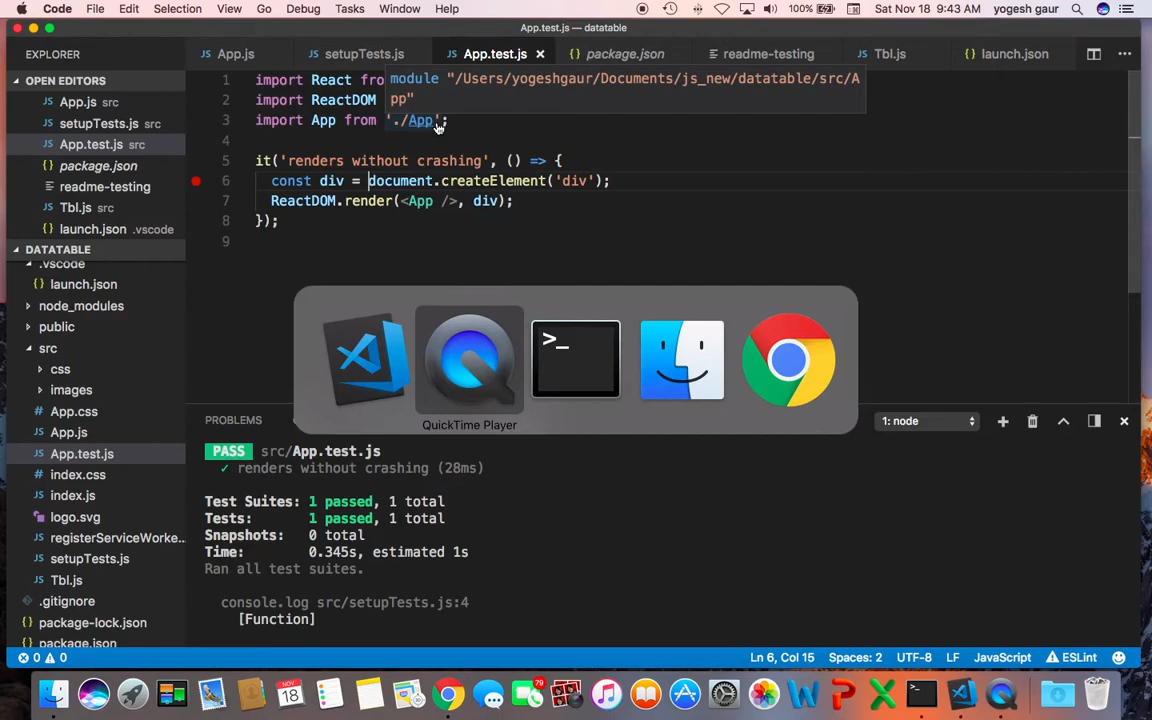 Code File Edit Selection View Go Debug Tasks Window Help 100% Sat Nov 18 9:43 AM yogesh gaur
App.test.js — datatable
EXPLORER
App.js setupTests.js App.test.js package.json readme-testing Tbl.js launch.json
OPEN EDITORS
App.js src
setupTests.js src
App.test.js src
package.json
readme-testing
Tbl.js src
launch.json .vscode
DATATABLE
.vscode
launch.json
node_modules
public
src
css
images
App.css
App.js
App.test.js
index.css
index.js
logo.svg
registerServiceWorke...
setupTests.js
Tbl.js
.gitignore
package-lock.json
package.json
1 import React fro
2 import ReactDOM
3 import App from './App';
4
5 it('renders without crashing', () => {
6 const div = document.createElement('div');
7 ReactDOM.render(<App />, div);
8 });
9
module "/Users/yogeshgaur/Documents/js_new/datatable/src/A
pp"
>_
QuickTime Player
PROBLEMS
1: node
PASS src/App.test.js
✓ renders without crashing (28ms)
Test Suites: 1 passed, 1 total
Tests: 1 passed, 1 total
Snapshots: 0 total
Time: 0.345s, estimated 1s
Ran all test suites.
console.log src/setupTests.js:4
[Function]
0 0
Ln 6, Col 15 Spaces: 2 UTF-8 LF JavaScript ESLint
NOV
18
79